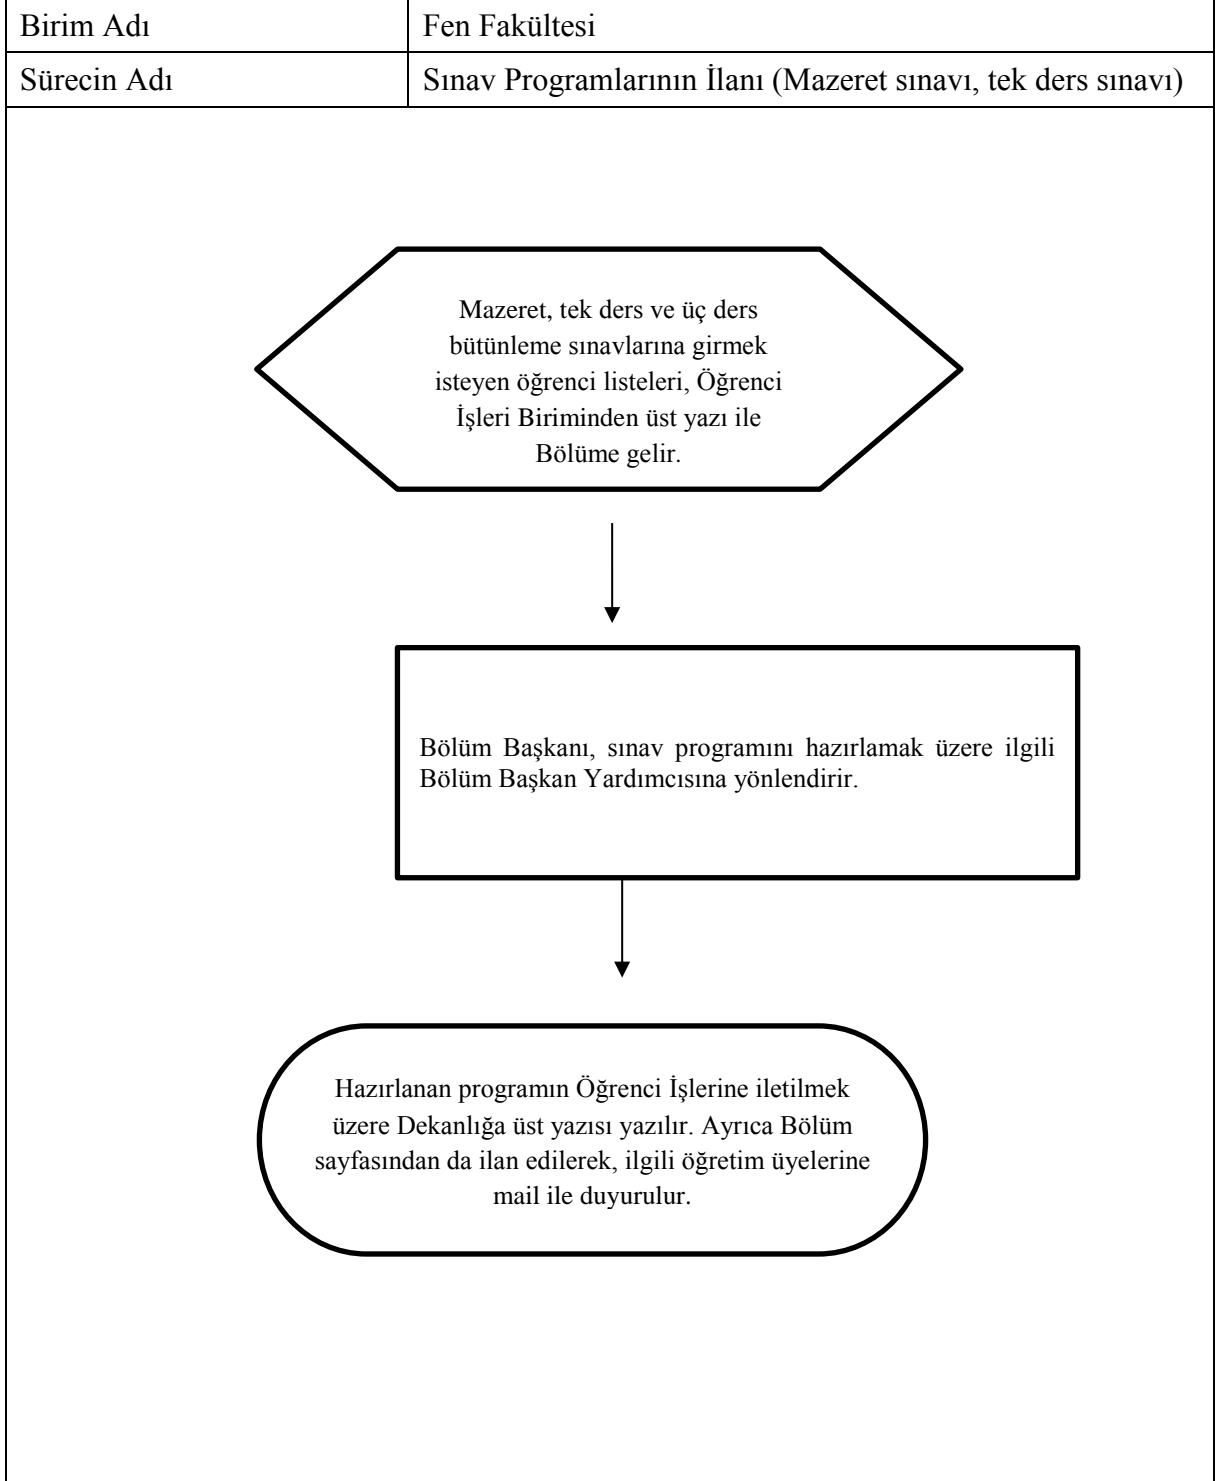 Birim Adı
Fen Fakültesi
Sürecin Adı
Sınav Programlarının İlanı (Mazeret sınavı, tek ders sınavı)
Mazeret, tek ders ve üç ders
bütünleme sınavlarına girmek
isteyen öğrenci listeleri, Öğrenci
İşleri Biriminden üst yazı ile
Bölüme gelir.
Bölüm Başkanı, sınav programını hazırlamak üzere ilgili
Bölüm Başkan Yardımcısına yönlendirir.
Hazırlanan programın Öğrenci İşlerine iletilmek
üzere Dekanlığa üst yazısı yazılır. Ayrıca Bölüm
sayfasından da ilan edilerek, ilgili öğretim üyelerine
mail ile duyurulur.